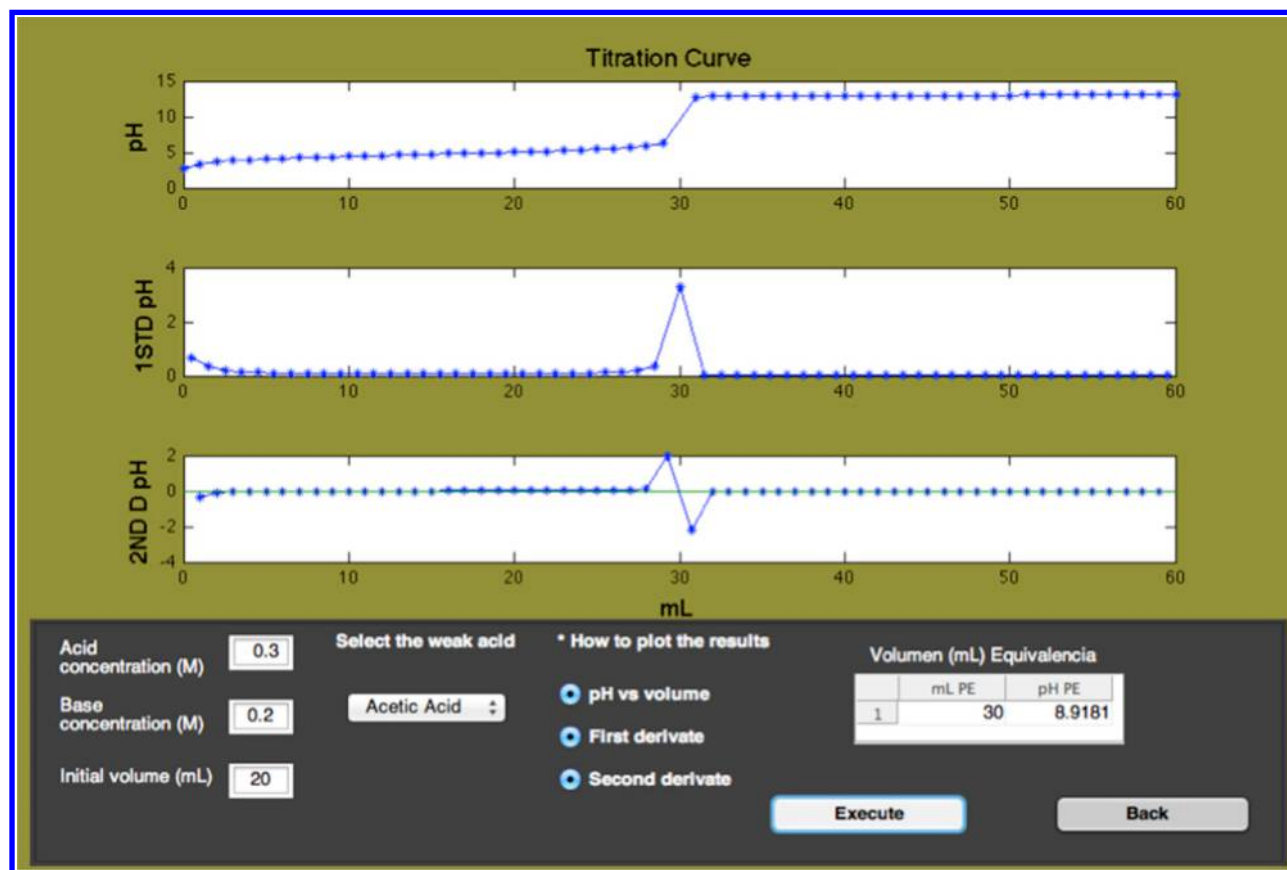 Titration Curve
pH
15
10
5
0
0 10 20 30 40 50 60
1STD pH
4
2
0
0 10 20 30 40 50 60
2ND D pH
2
0
-2
-4
0 10 20 30 40 50 60
mL
Acid
concentration (M)
0.3
Base
concentration (M)
0.2
Initial volume (mL)
20
Select the weak acid
Acetic Acid
* How to plot the results
pH vs volume
First derivate
Second derivate
Volumen (mL) Equivalencia
mL PE pH PE
1 30 8.9181
Execute
Back